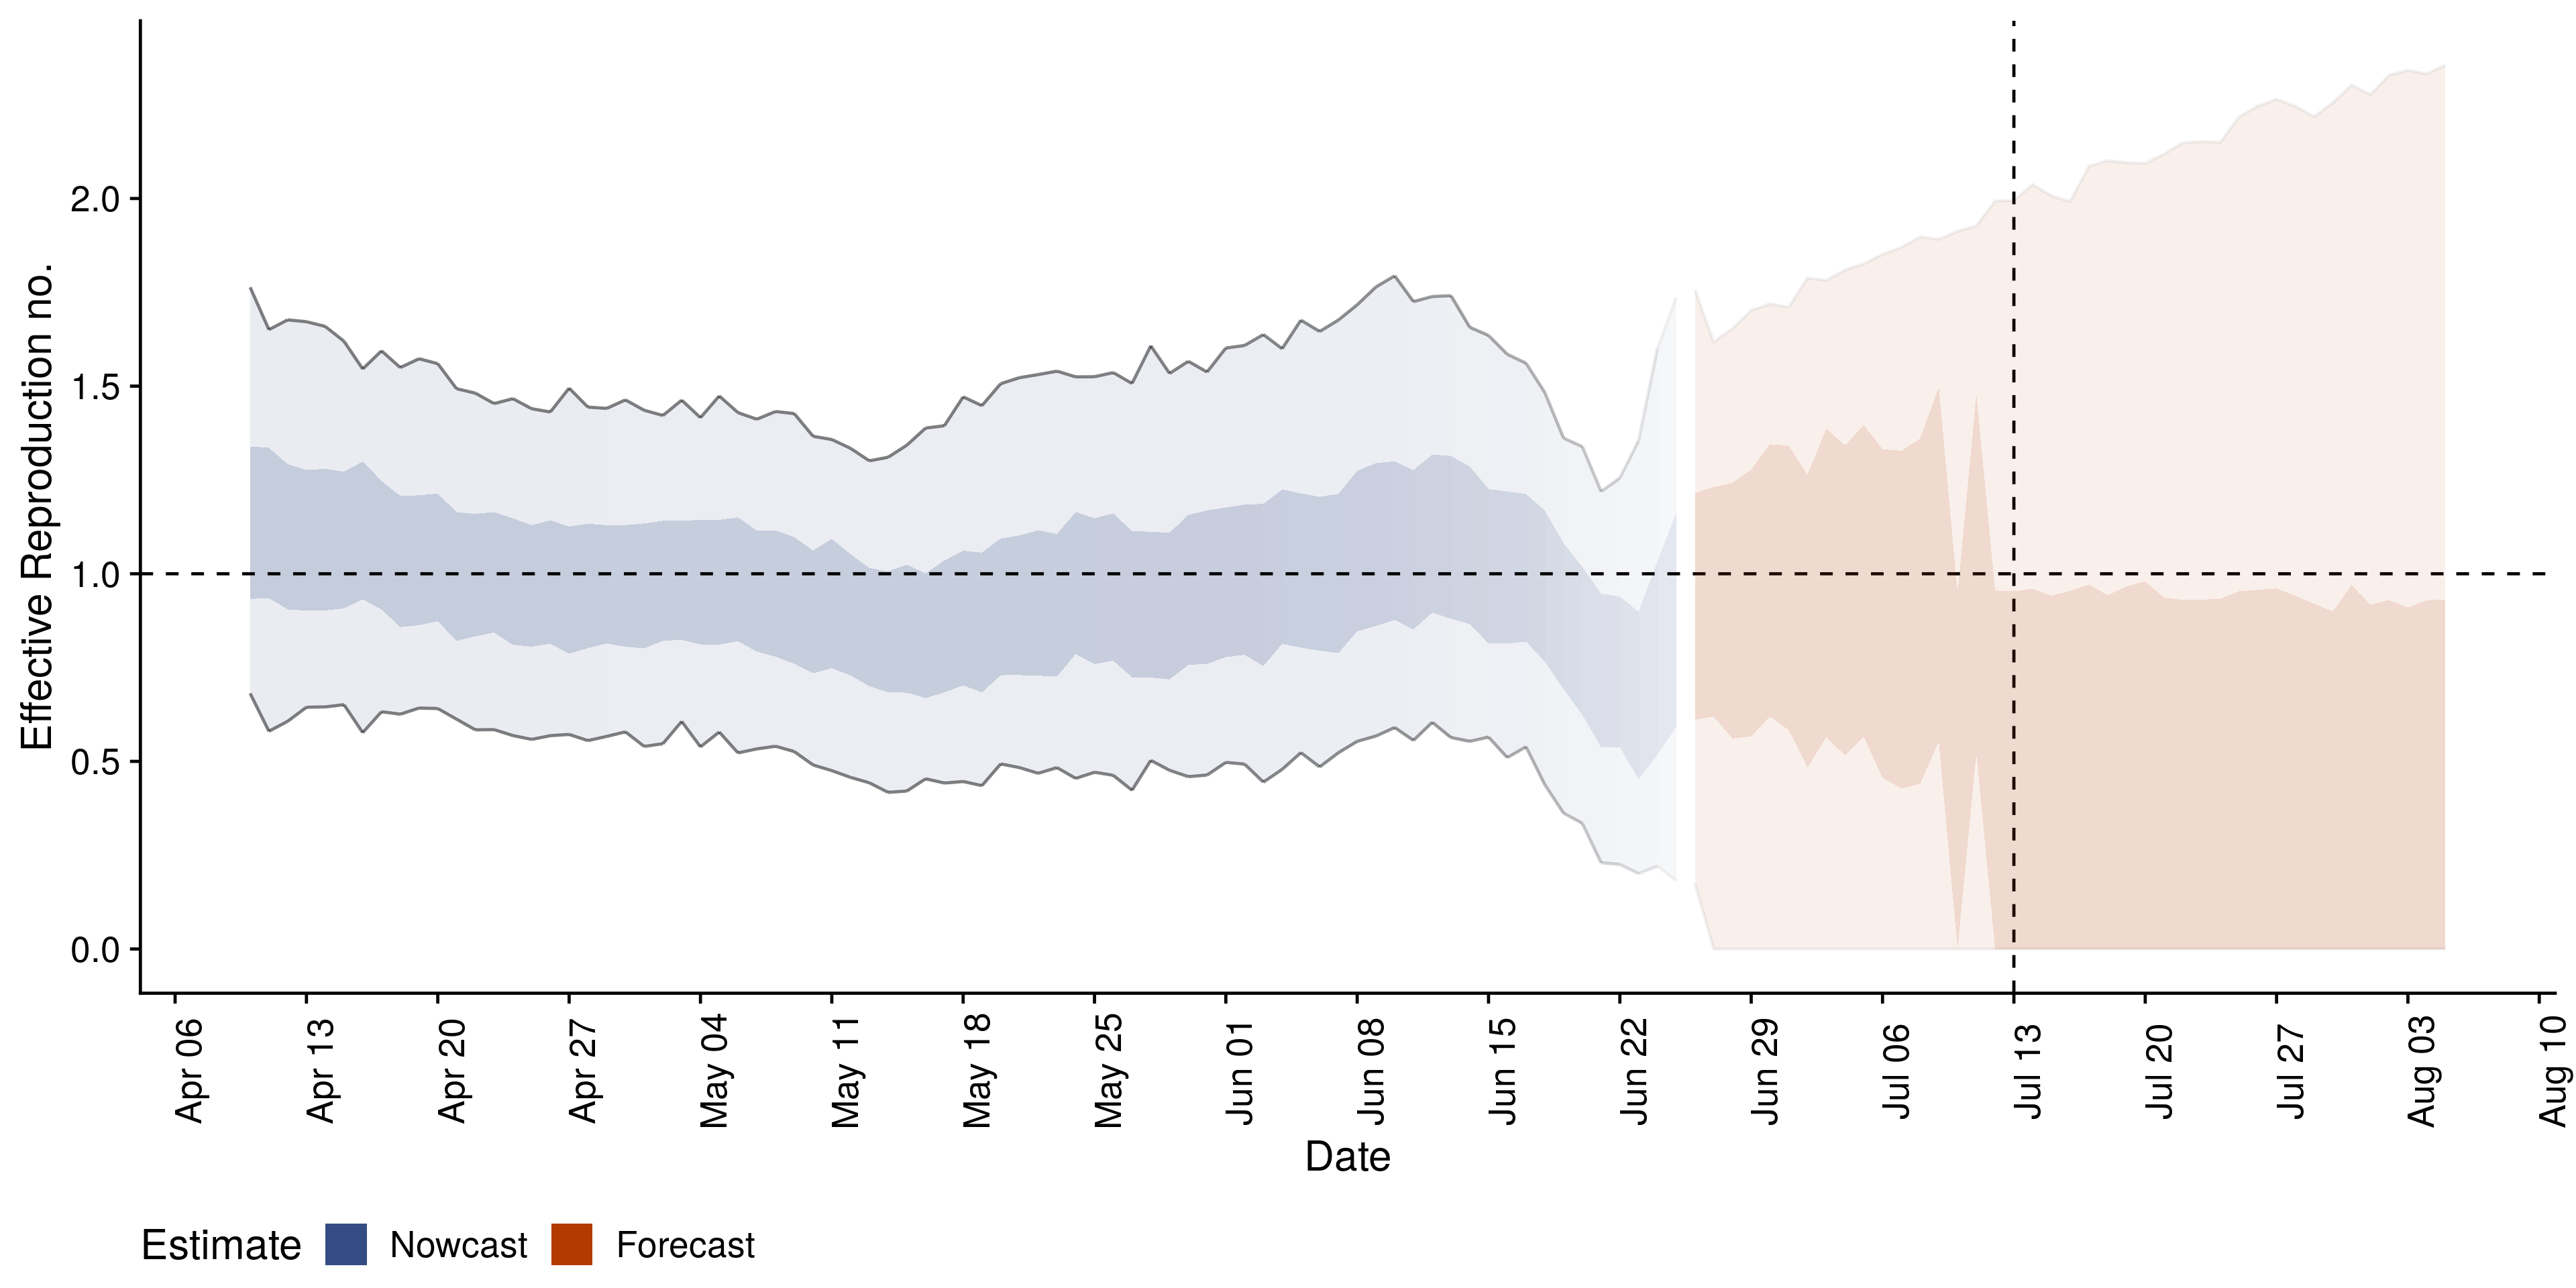 Effective Reproduction no.
2.0
1.5
1.0
0.5
0.0
Apr 06
Apr 13
Apr 20
Apr 27
May 04
May 11
May 18
May 25
Jun 01
Jun 08
Jun 15
Jun 22
Jun 29
Jul 06
Jul 13
Jul 20
Jul 27
Aug 03
Aug 10
Date
Estimate Nowcast Forecast